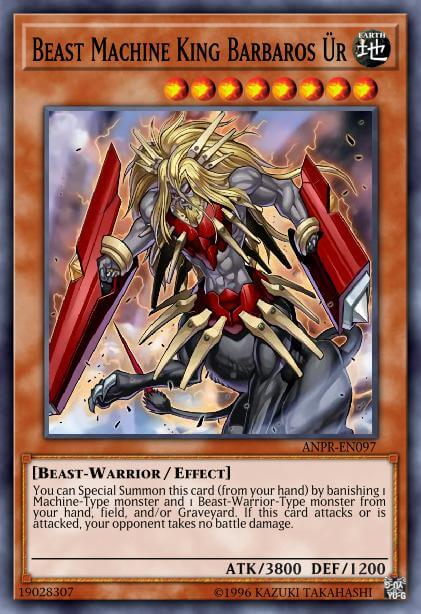 BEAST MACHINE KING BARBAROS ÜR
EARTH
地
ANPR-EN097
[BEAST-WARRIOR / EFFECT]
You can Special Summon this card (from your hand) by banishing 1
Machine-Type monster and 1 Beast-Warrior-Type monster from
your hand, field, and/or Graveyard. If this card attacks or is
attacked, your opponent takes no battle damage.
ATK/3800 DEF/1200
19028307
©1996 KAZUKI TAKAHASHI